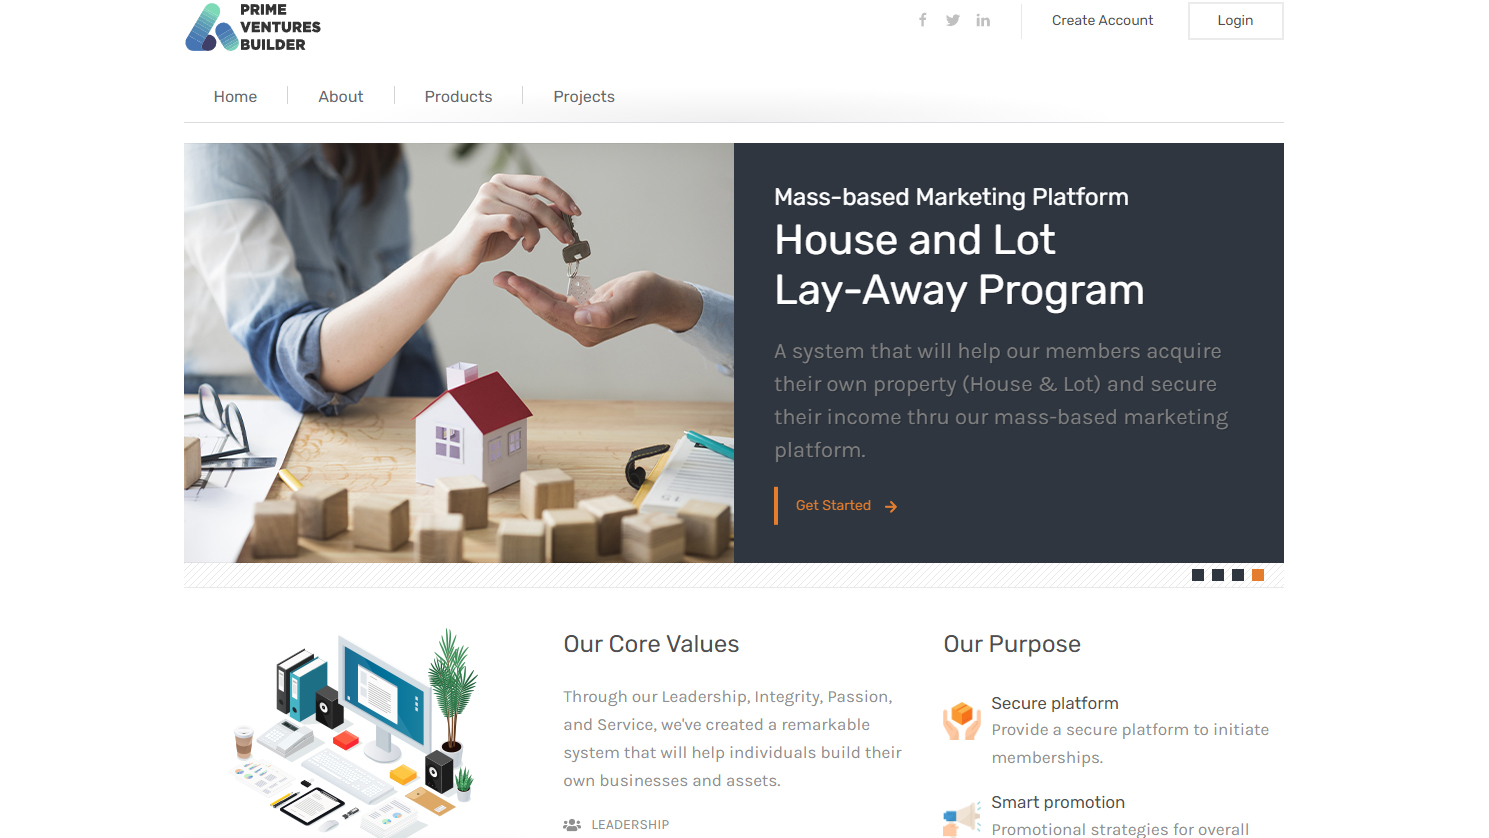 PRIME
VENTURES
BUILDER
Create Account
Login
Home
About
Products
Projects
Mass-based Marketing Platform
House and Lot
Lay-Away Program
A system that will help our members acquire
their own property (House & Lot) and secure
their income thru our mass-based marketing
platform.
Get Started
Our Core Values
Through our Leadership, Integrity, Passion,
and Service, we've created a remarkable
system that will help individuals build their
own businesses and assets.
LEADERSHIP
Our Purpose
Secure platform
Provide a secure platform to initiate
memberships.
Smart promotion
Promotional strategies for overall